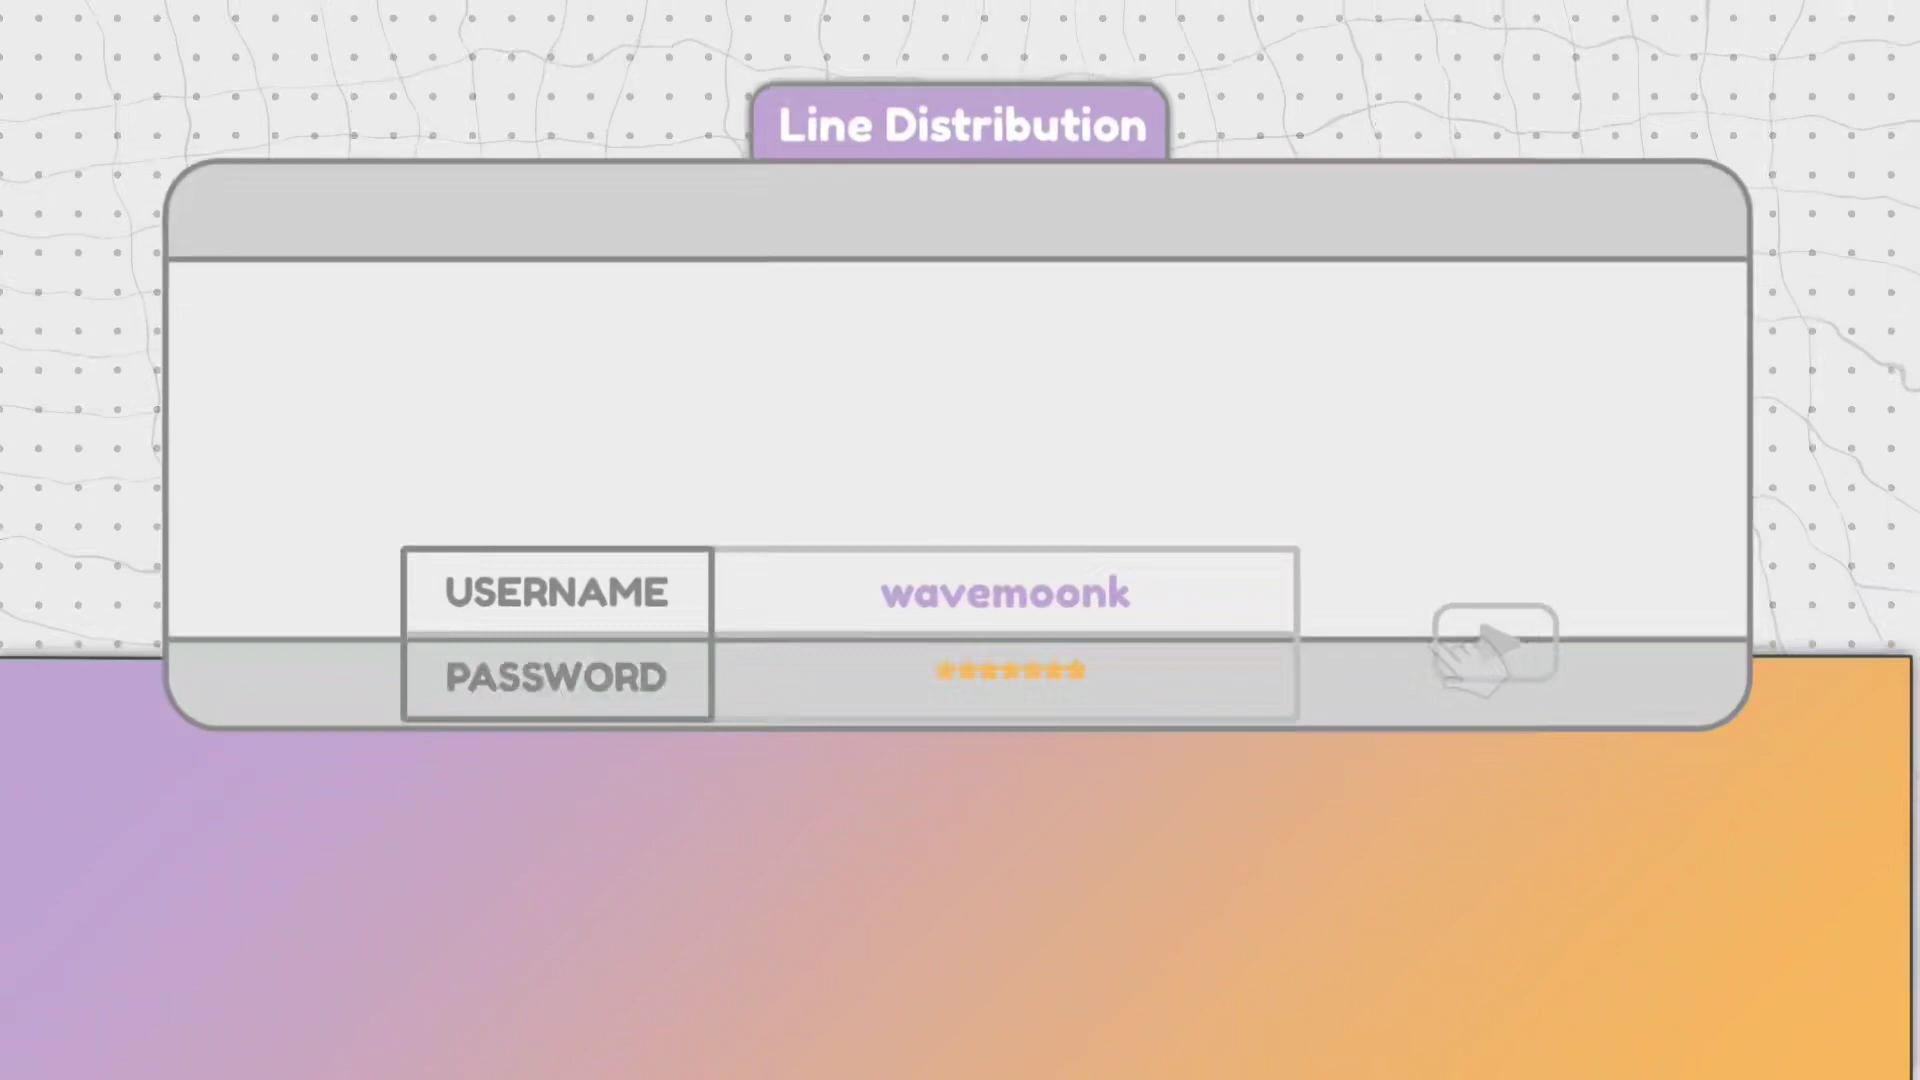 Line Distribution
USERNAME
wavemoonk
PASSWORD
*******